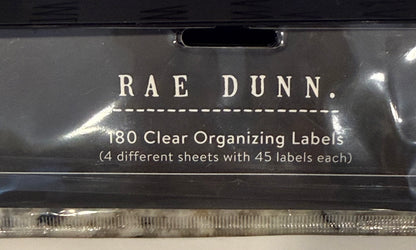 RAE DUNN.
180 Clear Organizing Labels
(4 different sheets with 45 labels each)